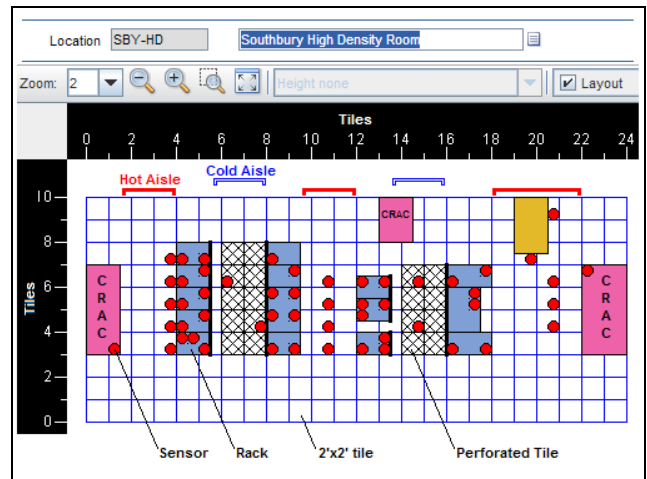 Location SBY-HD Southbury High Density Room
Zoom: 2 Height none Layout
Tiles
0 2 4 6 8 10 12 14 16 18 20 22 24
Hot Aisle Cold Aisle
10
CRAC
8
CRAC
6
CRAC
Tiles
4
2
0
Sensor Rack 2'x2' tile Perforated Tile